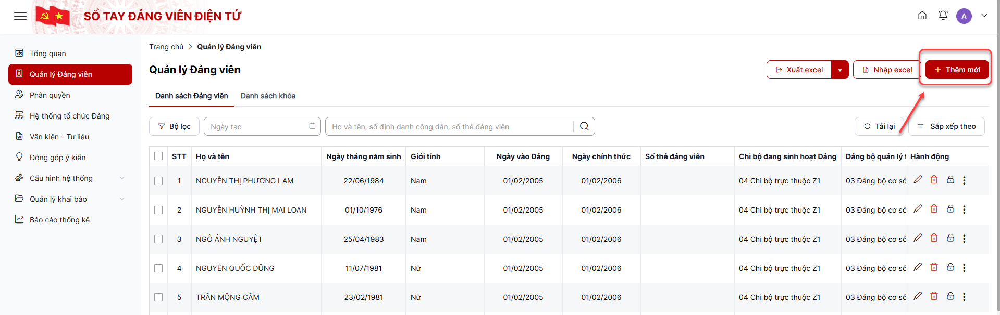 SỔ TAY ĐẢNG VIÊN ĐIỆN TỬ
A
Tổng quan
Quản lý Đảng viên
Phân quyền
Hệ thống tổ chức Đảng
Văn kiện - Tư liệu
Đóng góp ý kiến
Cấu hình hệ thống
Quản lý khai báo
Báo cáo thống kê
Trang chủ > Quản lý Đảng viên
Quản lý Đảng viên
Xuất excel
Nhập excel
+ Thêm mới
Danh sách Đảng viên Danh sách khóa
Bộ lọc
Ngày tạo
Họ và tên, số định danh công dân, số thẻ đảng viên
Tải lại
Sắp xếp theo
STT Họ và tên Ngày tháng năm sinh Giới tính Ngày vào Đảng Ngày chính thức Số thẻ đảng viên Chi bộ đang sinh hoạt Đảng Đảng bộ quản lý Hành động
1 NGUYỄN THỊ PHƯƠNG LAM 22/06/1984 Nam 01/02/2005 01/02/2006 04 Chi bộ trực thuộc Z1 03 Đảng bộ cơ sở
2 NGUYỄN HUỲNH THỊ MAI LOAN 01/10/1976 Nam 01/02/2005 01/02/2006 04 Chi bộ trực thuộc Z1 03 Đảng bộ cơ sở
3 NGÔ ÁNH NGUYỆT 25/04/1983 Nam 01/02/2005 01/02/2006 04 Chi bộ trực thuộc Z1 03 Đảng bộ cơ sở
4 NGUYỄN QUỐC DŨNG 11/07/1981 Nữ 01/02/2005 01/02/2006 04 Chi bộ trực thuộc Z1 03 Đảng bộ cơ sở
5 TRẦN MỘNG CẦM 23/02/1981 Nữ 01/02/2005 01/02/2006 04 Chi bộ trực thuộc Z1 03 Đảng bộ cơ sở